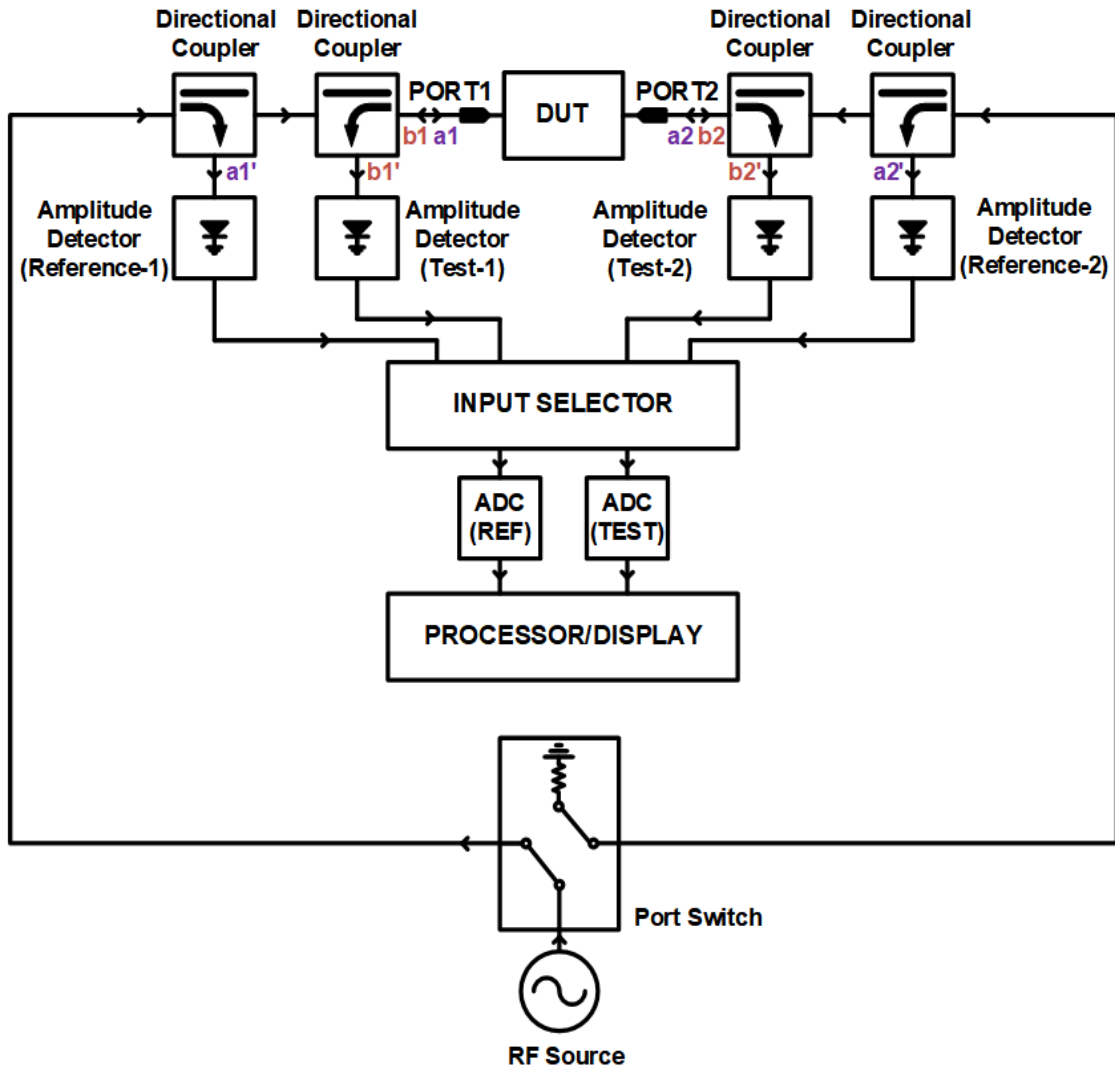 Directional
Coupler
Directional
Coupler
Directional
Coupler
Directional
Coupler
PORT1
DUT
PORT2
b1 a1
a2 b2
a1'
b1'
b2'
a2'
Amplitude
Detector
(Reference-1)
Amplitude
Detector
(Test-1)
Amplitude
Detector
(Test-2)
Amplitude
Detector
(Reference-2)
INPUT SELECTOR
ADC
(REF)
ADC
(TEST)
PROCESSOR/DISPLAY
Port Switch
RF Source